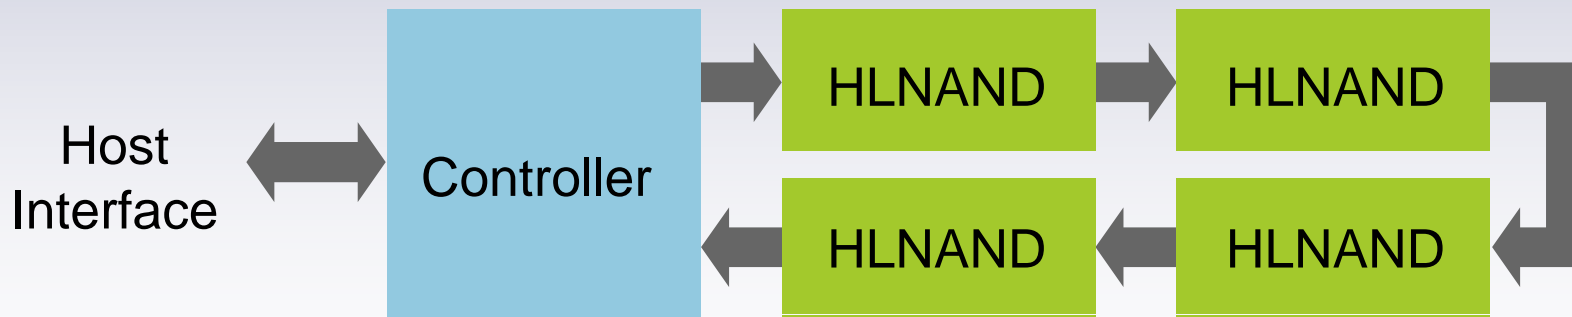 Host
Interface
Controller
HLNAND
HLNAND
HLNAND
HLNAND